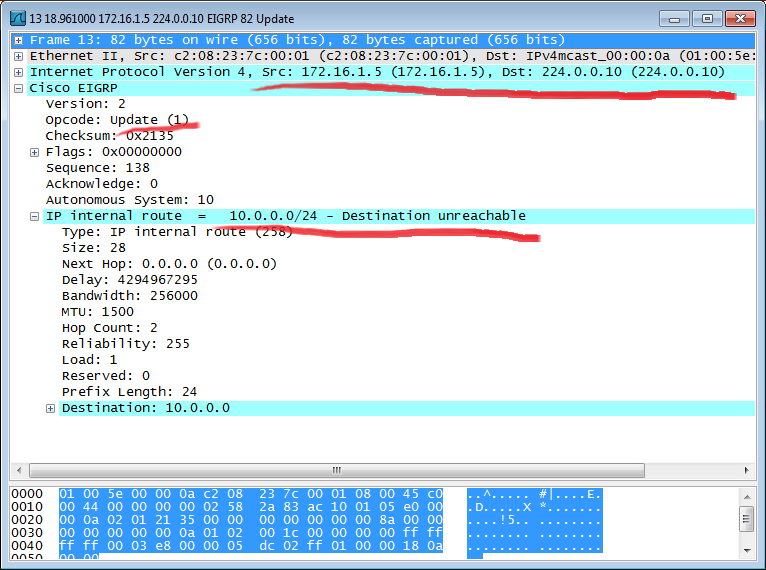 13 18.961000 172.16.1.5 224.0.0.10 EIGRP 82 Update
Frame 13: 82 bytes on wire (656 bits), 82 bytes captured (656 bits)
Ethernet II, Src: c2:08:23:7c:00:01 (c2:08:23:7c:00:01), Dst: IPv4mcast_00:00:0a (01:00:5e:
Internet Protocol Version 4, Src: 172.16.1.5 (172.16.1.5), Dst: 224.0.0.10 (224.0.0.10)
Cisco EIGRP
Version: 2
Opcode: Update (1)
Checksum: 0x2135
Flags: 0x00000000
Sequence: 138
Acknowledge: 0
Autonomous System: 10
IP internal route = 10.0.0.0/24 - Destination unreachable
Type: IP internal route (258)
Size: 28
Next Hop: 0.0.0.0 (0.0.0.0)
Delay: 4294967295
Bandwidth: 256000
MTU: 1500
Hop Count: 2
Reliability: 255
Load: 1
Reserved: 0
Prefix Length: 24
Destination: 10.0.0.0
0000 01 00 5e 00 00 0a c2 08 23 7c 00 01 08 00 45 c0 ..^..... #|....E.
0010 00 44 00 00 00 00 02 58 2a 83 ac 10 01 05 e0 00 .D.....X *.......
0020 00 0a 02 01 21 35 00 00 00 00 00 00 00 8a 00 00 ....!5.. ........
0030 00 00 00 00 00 0a 01 02 00 1c 00 00 00 00 ff ff ........ ........
0040 ff ff 00 03 e8 00 00 05 dc 02 ff 01 00 00 18 0a ........ ........
0050 00 00